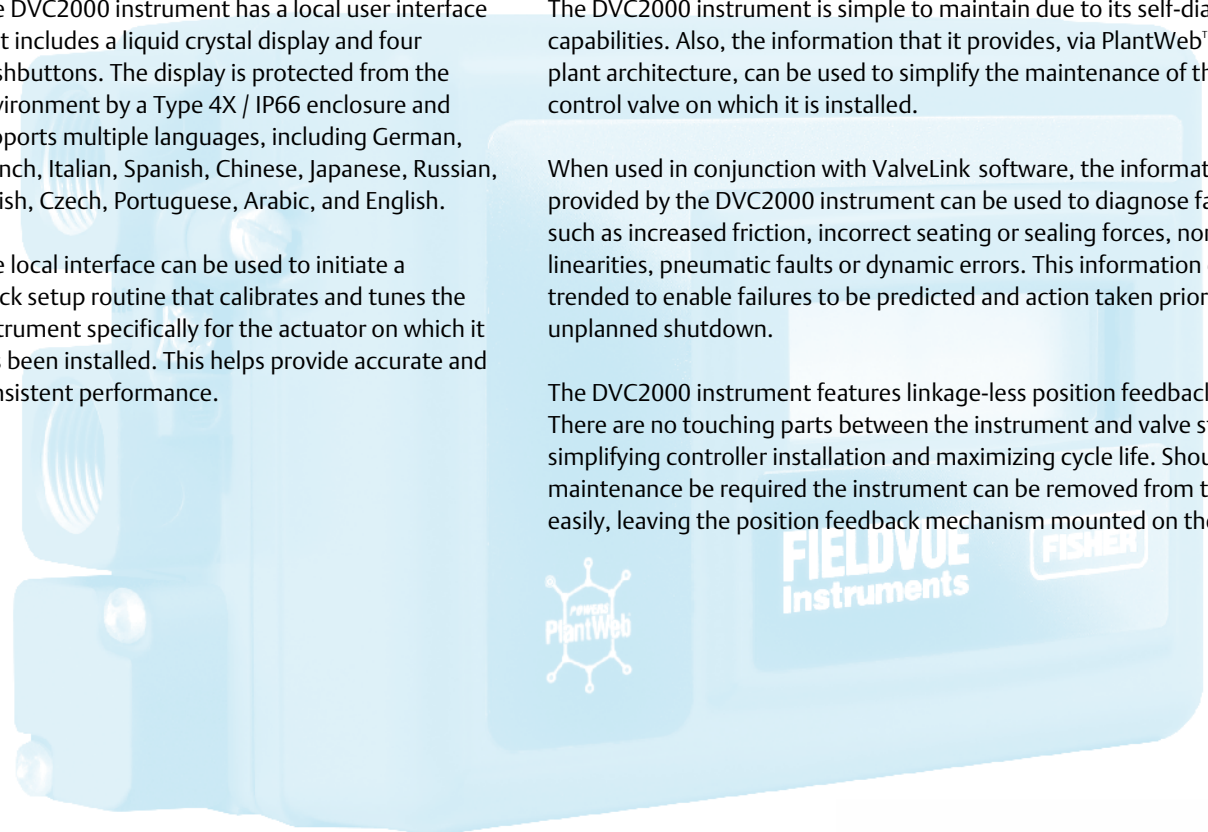 e DVC2000 instrument has a local user interface
t includes a liquid crystal display and four
shbuttons. The display is protected from the
vironment by a Type 4X / IP66 enclosure and
pports multiple languages, including German,
nch, Italian, Spanish, Chinese, Japanese, Russian,
ish, Czech, Portuguese, Arabic, and English.
e local interface can be used to initiate a
ck setup routine that calibrates and tunes the
trument specifically for the actuator on which it
s been installed. This helps provide accurate and
nsistent performance.
The DVC2000 instrument is simple to maintain due to its self-dia
capabilities. Also, the information that it provides, via PlantWeb™
plant architecture, can be used to simplify the maintenance of th
control valve on which it is installed.
When used in conjunction with ValveLink software, the informat
provided by the DVC2000 instrument can be used to diagnose fa
such as increased friction, incorrect seating or sealing forces, nor
linearities, pneumatic faults or dynamic errors. This information
trended to enable failures to be predicted and action taken prior
unplanned shutdown.
The DVC2000 instrument features linkage-less position feedback
There are no touching parts between the instrument and valve st
simplifying controller installation and maximizing cycle life. Shou
maintenance be required the instrument can be removed from t
easily, leaving the position feedback mechanism mounted on the
POWERS
PlantWeb
FIELDVUE
Instruments
FISHER